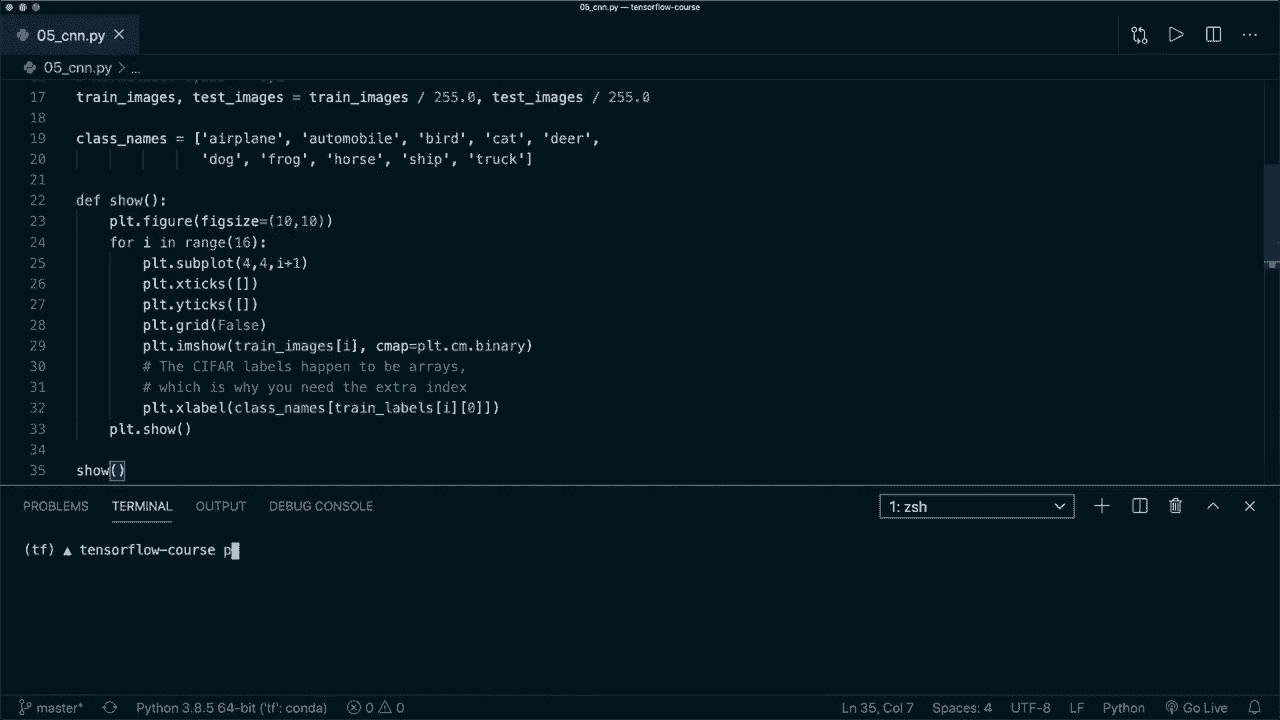 05_cnn.py — tensorflow-course
05_cnn.py
05_cnn.py > ...
17 train_images, test_images = train_images / 255.0, test_images / 255.0
18
19 class_names = ['airplane', 'automobile', 'bird', 'cat', 'deer',
20 'dog', 'frog', 'horse', 'ship', 'truck']
21
22 def show():
23 plt.figure(figsize=(10,10))
24 for i in range(16):
25 plt.subplot(4,4,i+1)
26 plt.xticks([])
27 plt.yticks([])
28 plt.grid(False)
29 plt.imshow(train_images[i], cmap=plt.cm.binary)
30 # The CIFAR labels happen to be arrays,
31 # which is why you need the extra index
32 plt.xlabel(class_names[train_labels[i][0]])
33 plt.show()
34
35 show()
PROBLEMS TERMINAL OUTPUT DEBUG CONSOLE 1: zsh
(tf) ▲ tensorflow-course p
master* Python 3.8.5 64-bit ('tf': conda) 0 0 Ln 35, Col 7 Spaces: 4 UTF-8 LF Python Go Live